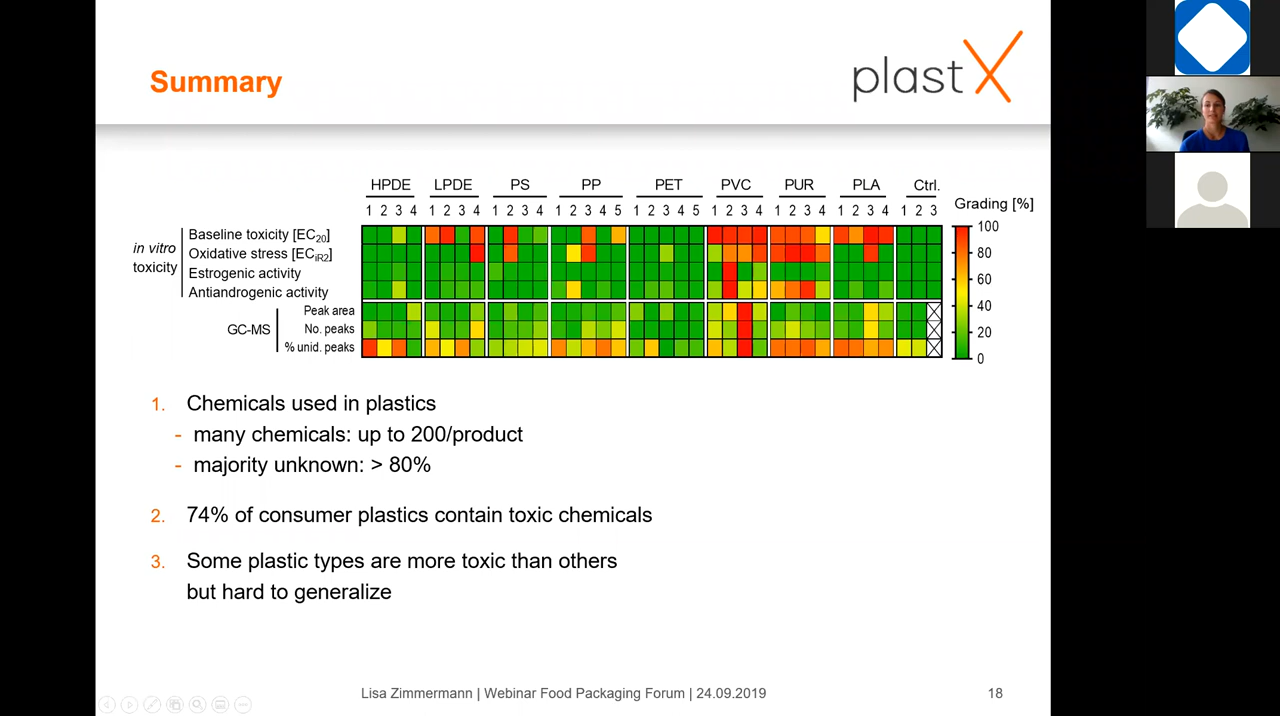 Summary
plastX
HPDE LPDE PS PP PET PVC PUR PLA Ctrl.
Grading [%]
1 2 3 4 1 2 3 4 1 2 3 4 1 2 3 4 5 1 2 3 4 5 1 2 3 4 1 2 3 4 1 2 3 4 1 2 3
in vitro
toxicity
Baseline toxicity [EC20]
Oxidative stress [ECIR2]
Estrogenic activity
Antiandrogenic activity
GC-MS
Peak area
No. peaks
% unid. peaks
100
80
60
40
20
0
1. Chemicals used in plastics
- many chemicals: up to 200/product
- majority unknown: > 80%
2. 74% of consumer plastics contain toxic chemicals
3. Some plastic types are more toxic than others
but hard to generalize
Lisa Zimmermann | Webinar Food Packaging Forum | 24.09.2019
18